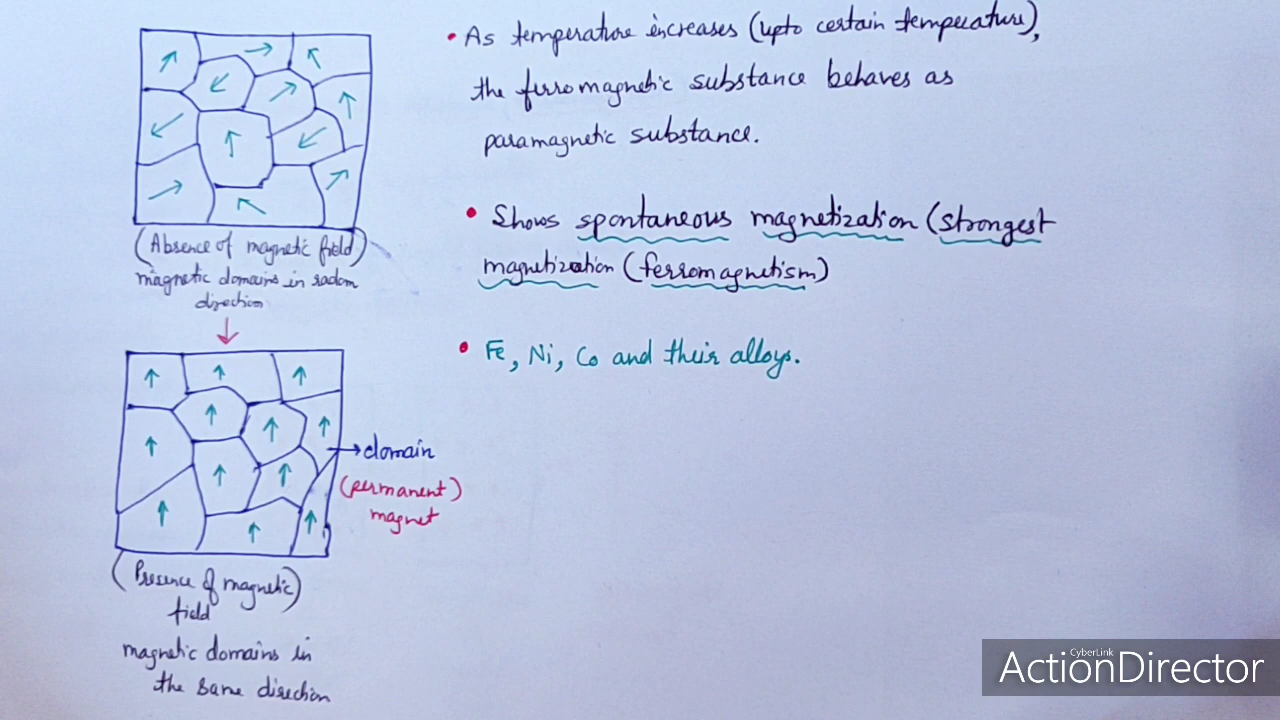 • As temperature increases (upto certain temperature),
the ferromagnetic substance behaves as
paramagnetic substance.
• Shows spontaneous magnetization (strongest
magnetization (ferromagnetism)
• Fe, Ni, Co and their alloys.
(Absence of magnetic field)
magnetic domains in radom
direction
domain
(permanent)
magnet
(Presence of magnetic)
field
magnetic domains in
the same direction
CyberLink
ActionDirector